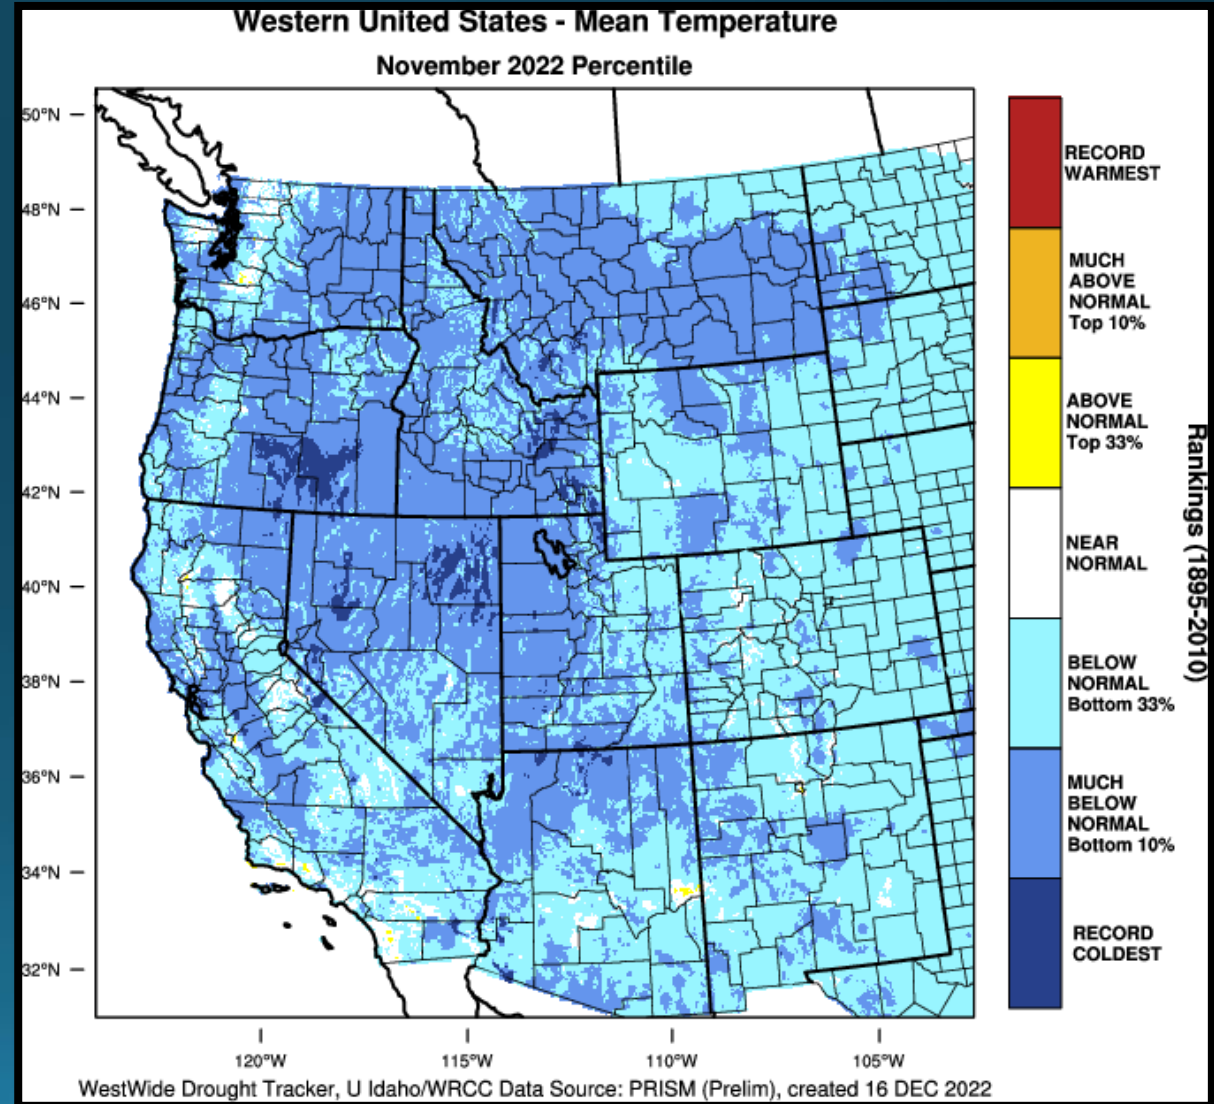 Western United States - Mean Temperature
November 2022 Percentile
50°N
48°N
46°N
44°N
42°N
40°N
38°N
36°N
34°N
32°N
120°W
115°W
110°W
105°W
RECORD
WARMEST
MUCH
ABOVE
NORMAL
Top 10%
ABOVE
NORMAL
Top 33%
NEAR
NORMAL
BELOW
NORMAL
Bottom 33%
MUCH
BELOW
NORMAL
Bottom 10%
RECORD
COLDEST
Rankings (1895-2010)
WestWide Drought Tracker, U Idaho/WRCC Data Source: PRISM (Prelim), created 16 DEC 2022